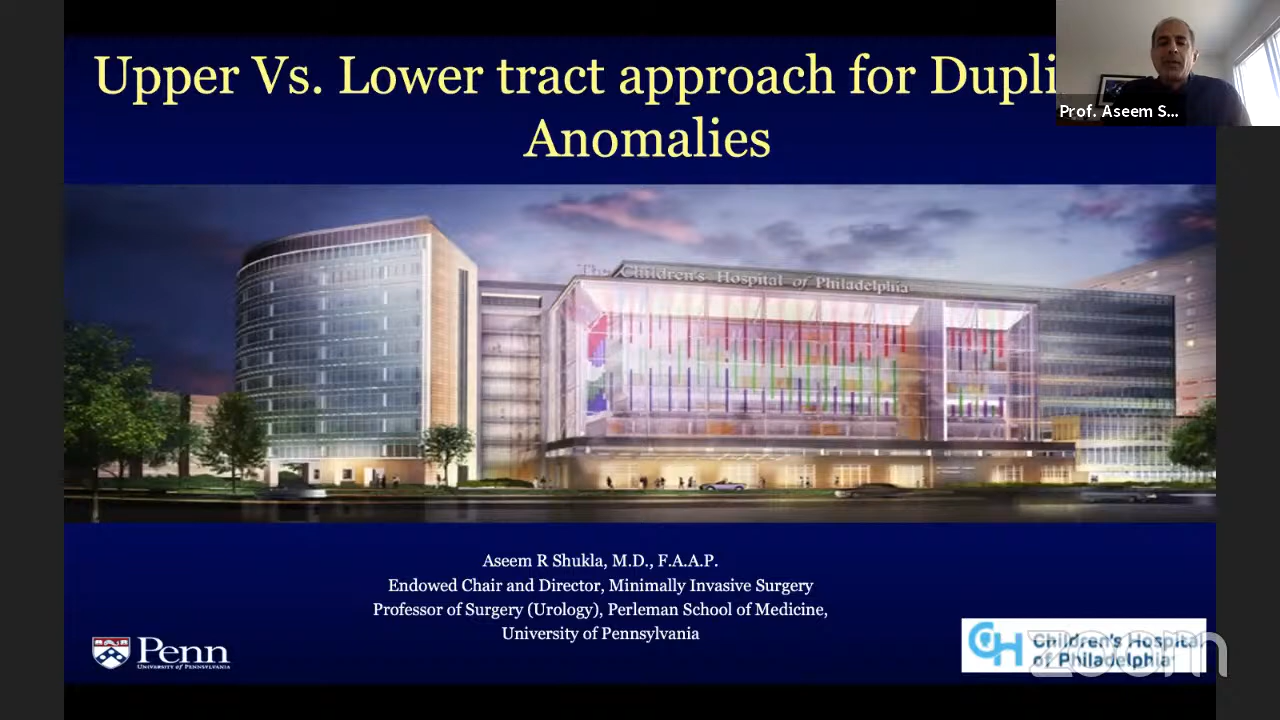 Upper Vs. Lower tract approach for Dupli
Anomalies
Prof. Aseem S...
The Children's Hospital of Philadelphia
Aseem R Shukla, M.D., F.A.A.P.
Endowed Chair and Director, Minimally Invasive Surgery
Professor of Surgery (Urology), Perleman School of Medicine,
University of Pennsylvania
Penn
UNIVERSITY OF PENNSYLVANIA
CH
Children's Hospital
of Philadelphia
zoom